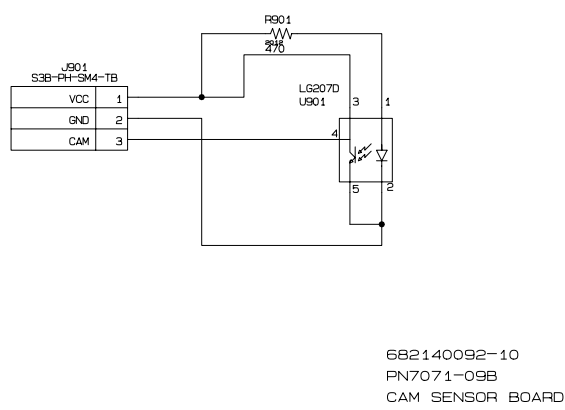 R901
2012
470
J901
S3B-PH-SM4-TB
VCC 1
GND 2
CAM 3
LG207D
U901
3 1
4
5 2
682140092-10
PN7071-09B
CAM SENSOR BOARD